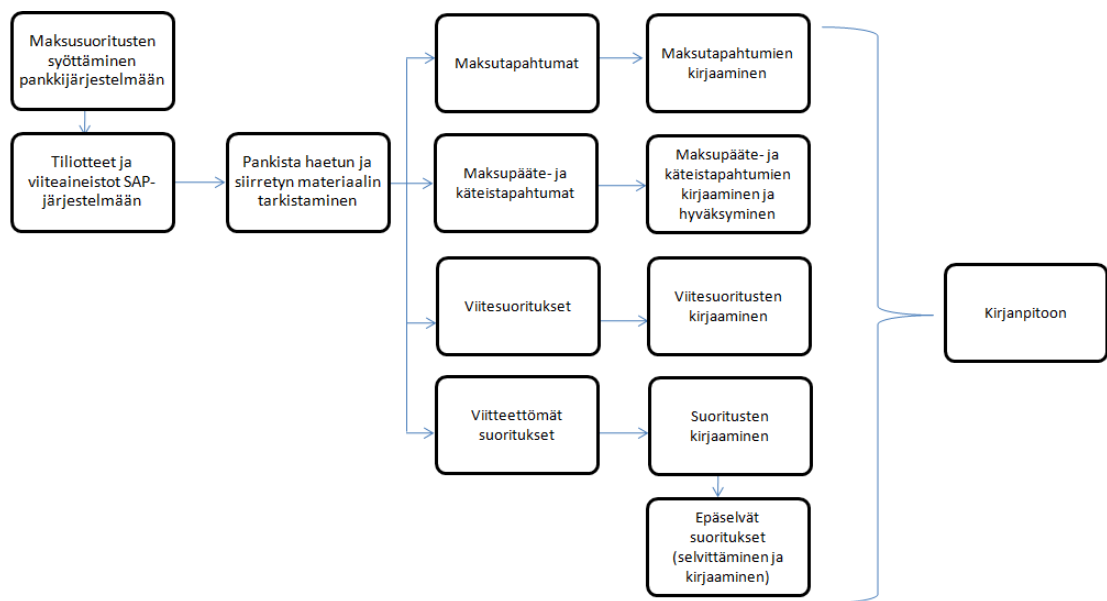 Maksusuoritusten
syöttäminen
pankkijärjestelmään
Tiliotteet ja
viiteaineistot SAP-
järjestelmään
Pankista haetun ja
siirretyn materiaalin
tarkistaminen
Maksutapahtumat
Maksutapahtumien
kirjaaminen
Maksupääte- ja
käteistapahtumat
Maksupääte- ja
käteistapahtumien
kirjaaminen ja
hyväksyminen
Viitesuoritukset
Viitesuoritusten
kirjaaminen
Viitteettömät
suoritukset
Suoritusten
kirjaaminen
Epäselvät
suoritukset
(selvittäminen ja
kirjaaminen)
Kirjanpitoon